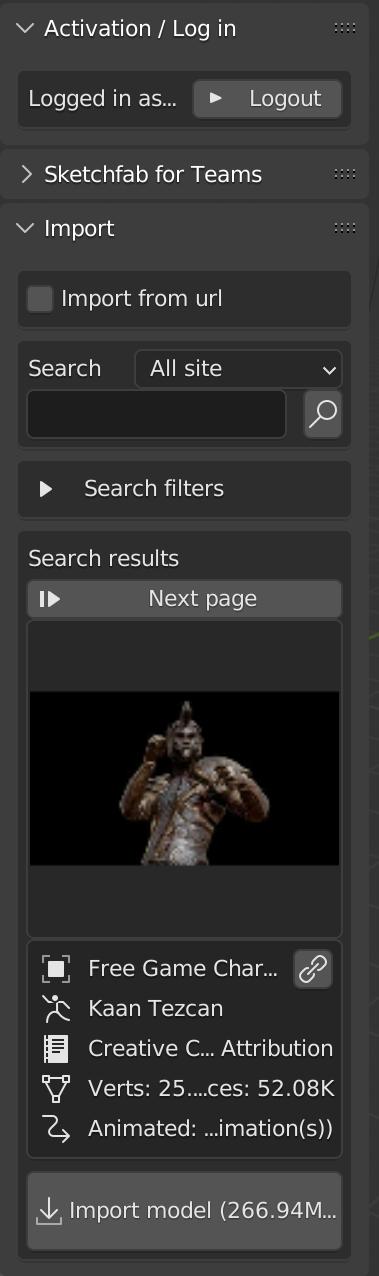 Activation / Log in
Logged in as... Logout
Sketchfab for Teams
Import
Import from url
Search All site
Search filters
Search results
Next page
Free Game Char...
Kaan Tezcan
Creative C... Attribution
Verts: 25....ces: 52.08K
Animated: ...imation(s))
Import model (266.94M...